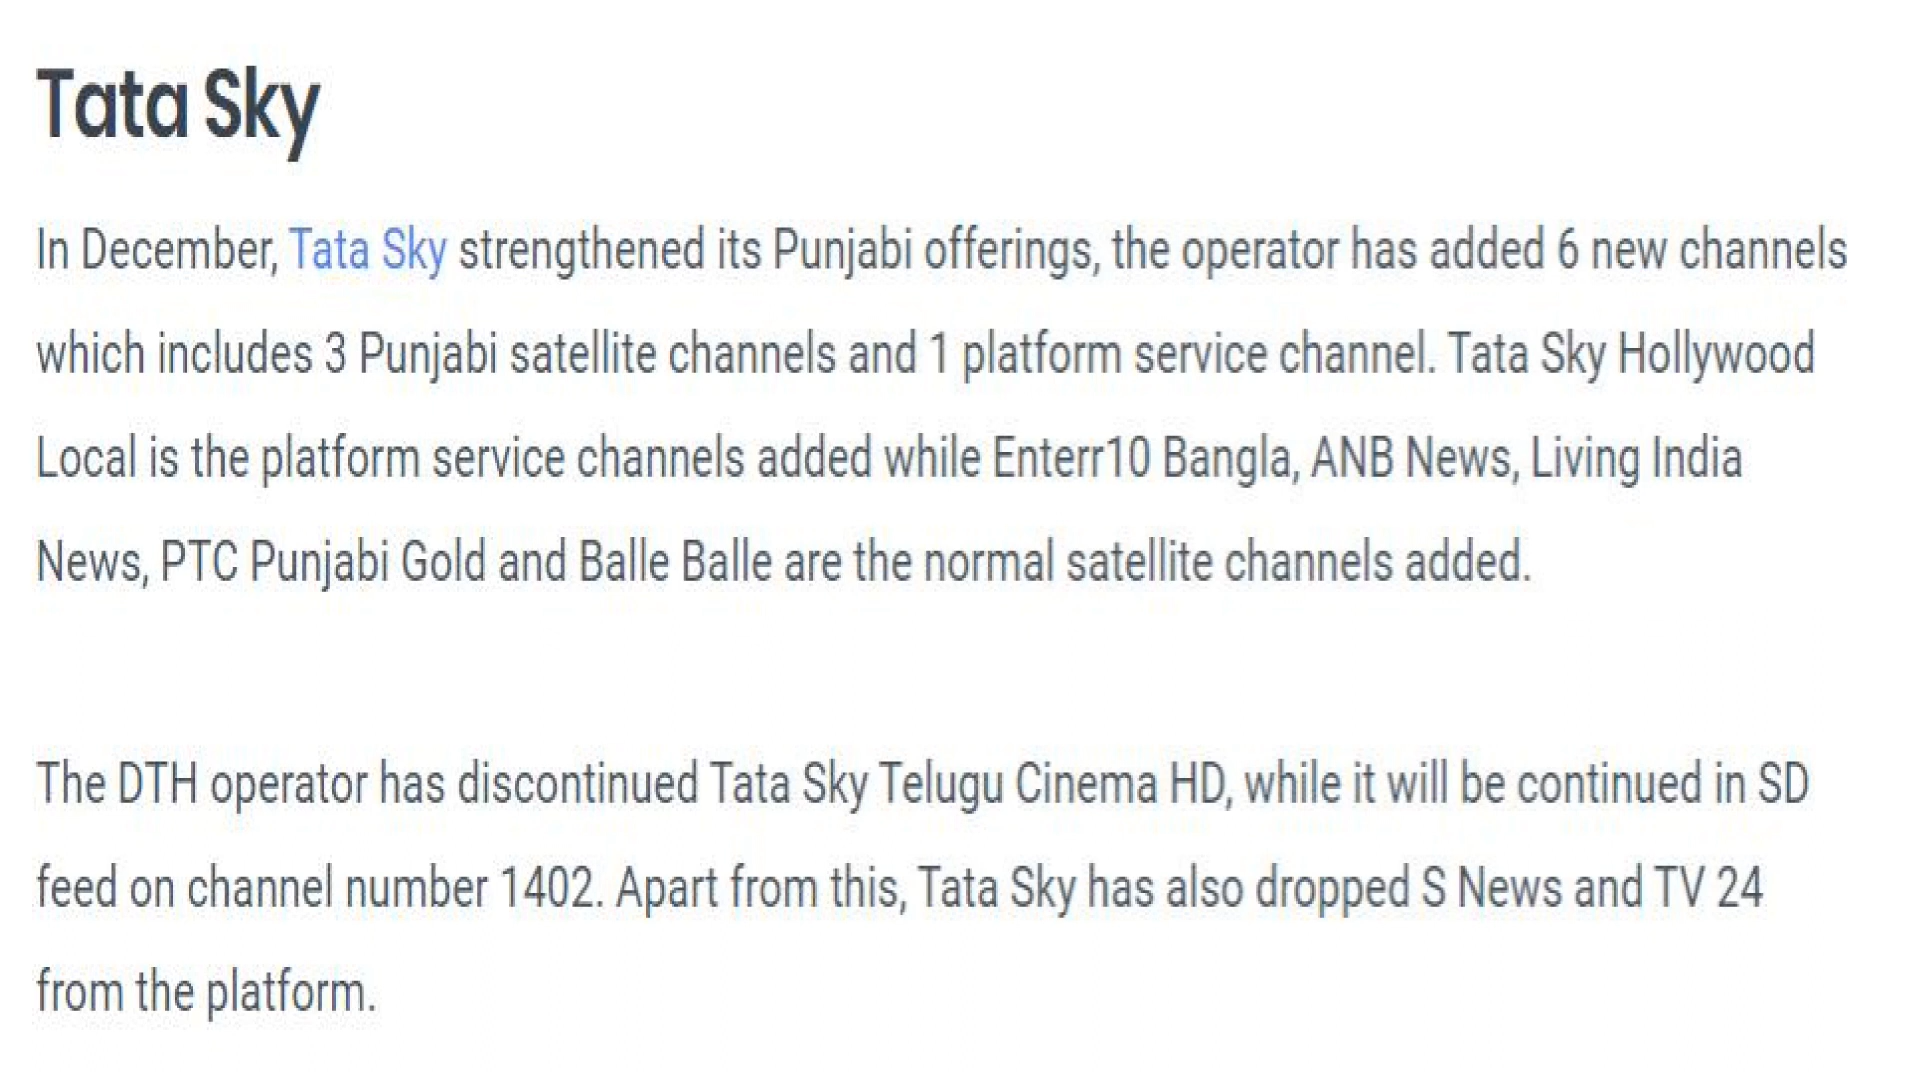 Tata Sky
In December, Tata Sky strengthened its Punjabi offerings, the operator has added 6 new channels
which includes 3 Punjabi satellite channels and 1 platform service channel. Tata Sky Hollywood
Local is the platform service channels added while Enterr10 Bangla, ANB News, Living India
News, PTC Punjabi Gold and Balle Balle are the normal satellite channels added.
The DTH operator has discontinued Tata Sky Telugu Cinema HD, while it will be continued in SD
feed on channel number 1402. Apart from this, Tata Sky has also dropped S News and TV 24
from the platform.